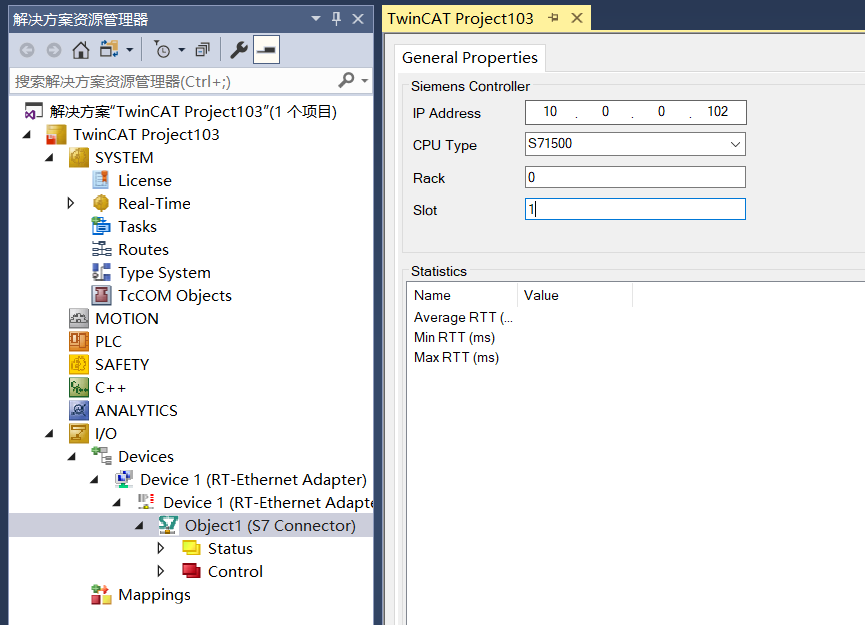 解决方案资源管理器
搜索解决方案资源管理器(Ctrl+;)
解决方案"TwinCAT Project103"(1 个项目)
TwinCAT Project103
SYSTEM
License
Real-Time
Tasks
Routes
Type System
TcCOM Objects
MOTION
PLC
SAFETY
C++
ANALYTICS
I/O
Devices
Device 1 (RT-Ethernet Adapter)
Device 1 (RT-Ethernet Adapte
Object1 (S7 Connector)
Status
Control
Mappings
TwinCAT Project103
General Properties
Siemens Controller
IP Address 10 . 0 . 0 . 102
CPU Type S71500
Rack 0
Slot 1
Statistics
Name Value
Average RTT (...
Min RTT (ms)
Max RTT (ms)